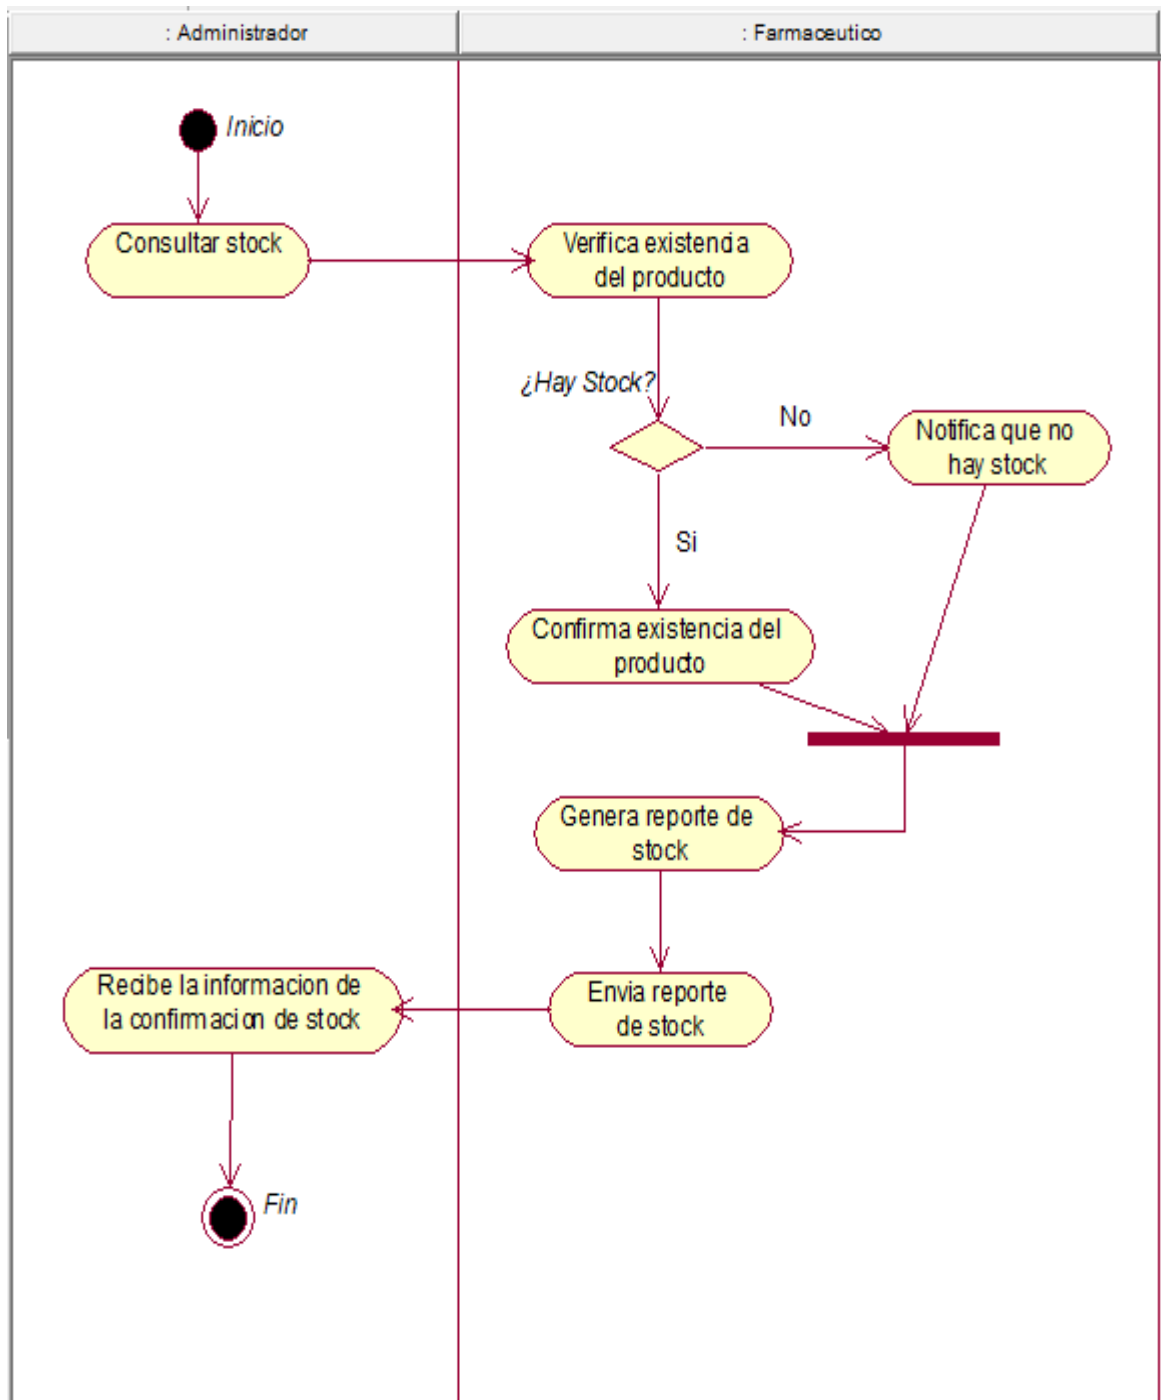 : Administrador
: Farmaceutico
Inicio
Consultar stock
Verifica existencia
del producto
¿Hay Stock?
No
Notifica que no
hay stock
Si
Confirma existencia del
producto
Genera reporte de
stock
Recibe la informacion de
la confirmacion de stock
Envia reporte
de stock
Fin